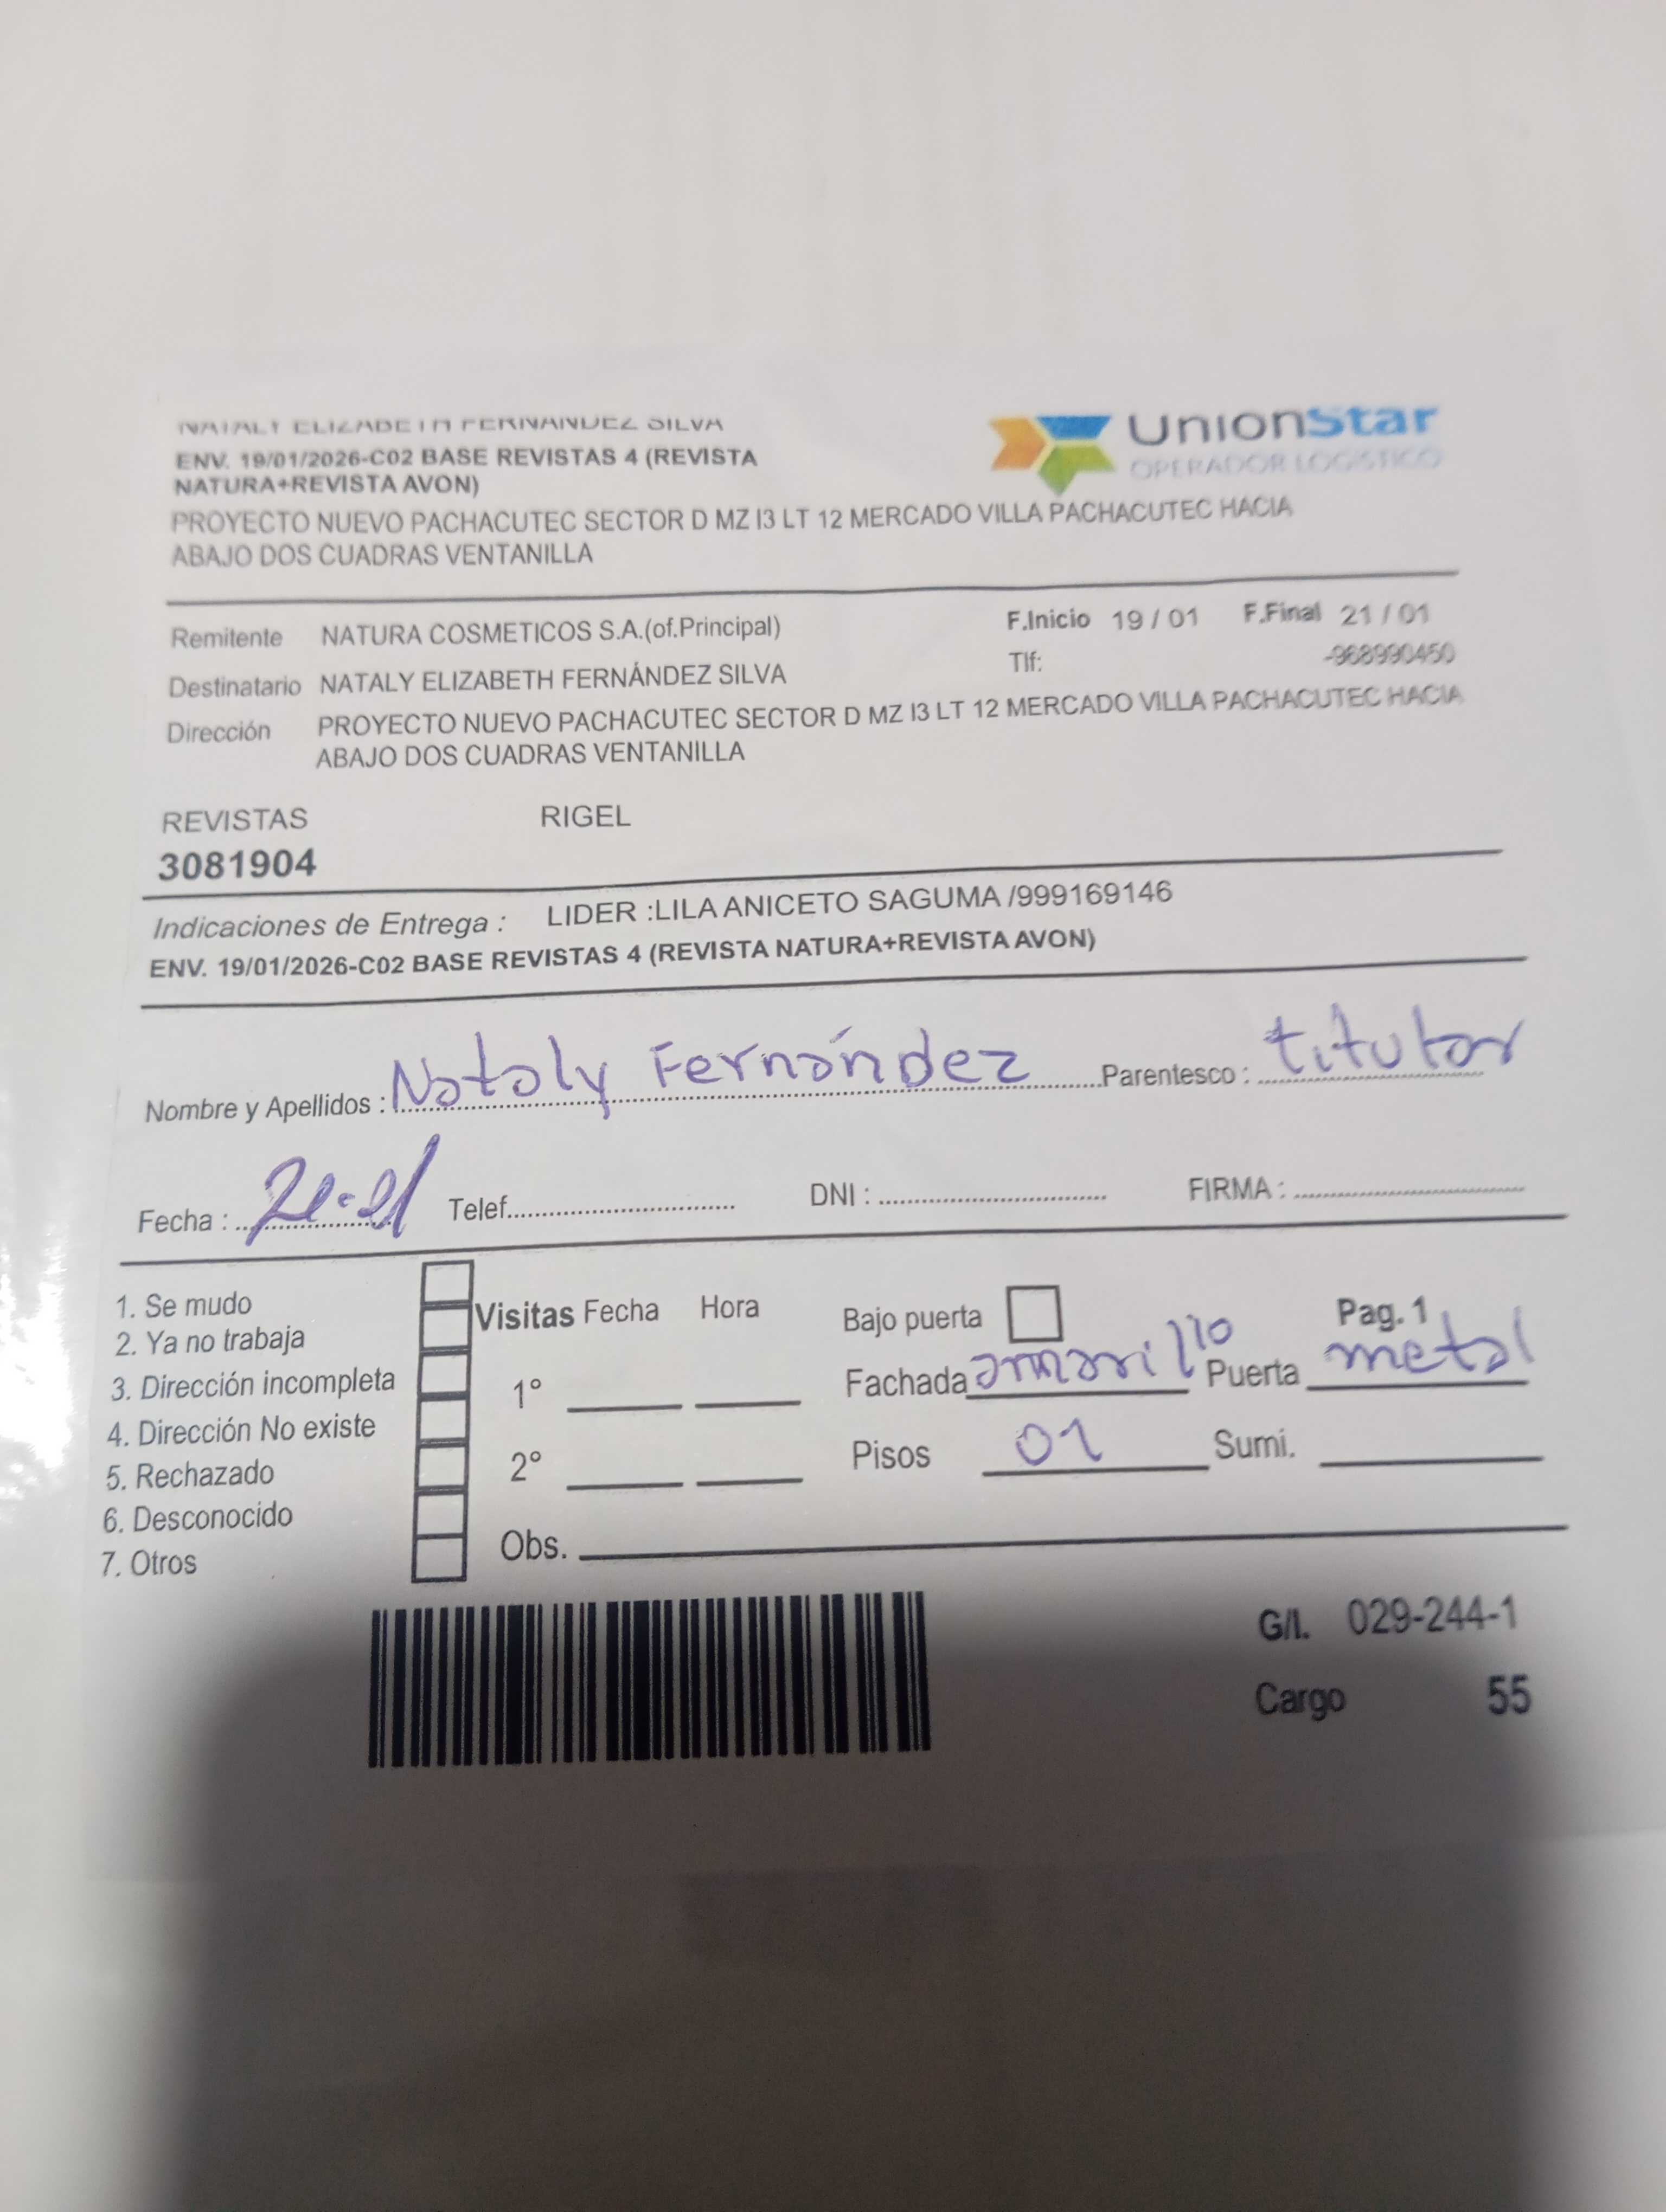 NATALY ELIZABETH FERNANDEZ SILVA
UnionStar
OPERADOR LOGISTICO
ENV. 19/01/2026-C02 BASE REVISTAS 4 (REVISTA
NATURA+REVISTA AVON)
PROYECTO NUEVO PACHACUTEC SECTOR D MZ I3 LT 12 MERCADO VILLA PACHACUTEC HACIA
ABAJO DOS CUADRAS VENTANILLA
Remitente NATURA COSMETICOS S.A.(of.Principal) F.Inicio 19 / 01 F.Final 21 / 01
Destinatario NATALY ELIZABETH FERNÁNDEZ SILVA Tlf: -968990450
Dirección PROYECTO NUEVO PACHACUTEC SECTOR D MZ I3 LT 12 MERCADO VILLA PACHACUTEC HACIA
ABAJO DOS CUADRAS VENTANILLA
REVISTAS RIGEL
3081904
Indicaciones de Entrega : LIDER :LILA ANICETO SAGUMA /999169146
ENV. 19/01/2026-C02 BASE REVISTAS 4 (REVISTA NATURA+REVISTA AVON)
Nombre y Apellidos : Nataly Fernández Parentesco : titular
Fecha : Telef. DNI : FIRMA :
1. Se mudo
2. Ya no trabaja
3. Dirección incompleta
4. Dirección No existe
5. Rechazado
6. Desconocido
7. Otros
Visitas Fecha Hora
1°
2°
Obs.
Bajo puerta Pag. 1
Fachada amarillo Puerta metal
Pisos 01 Sumi.
G/I. 029-244-1
Cargo 55